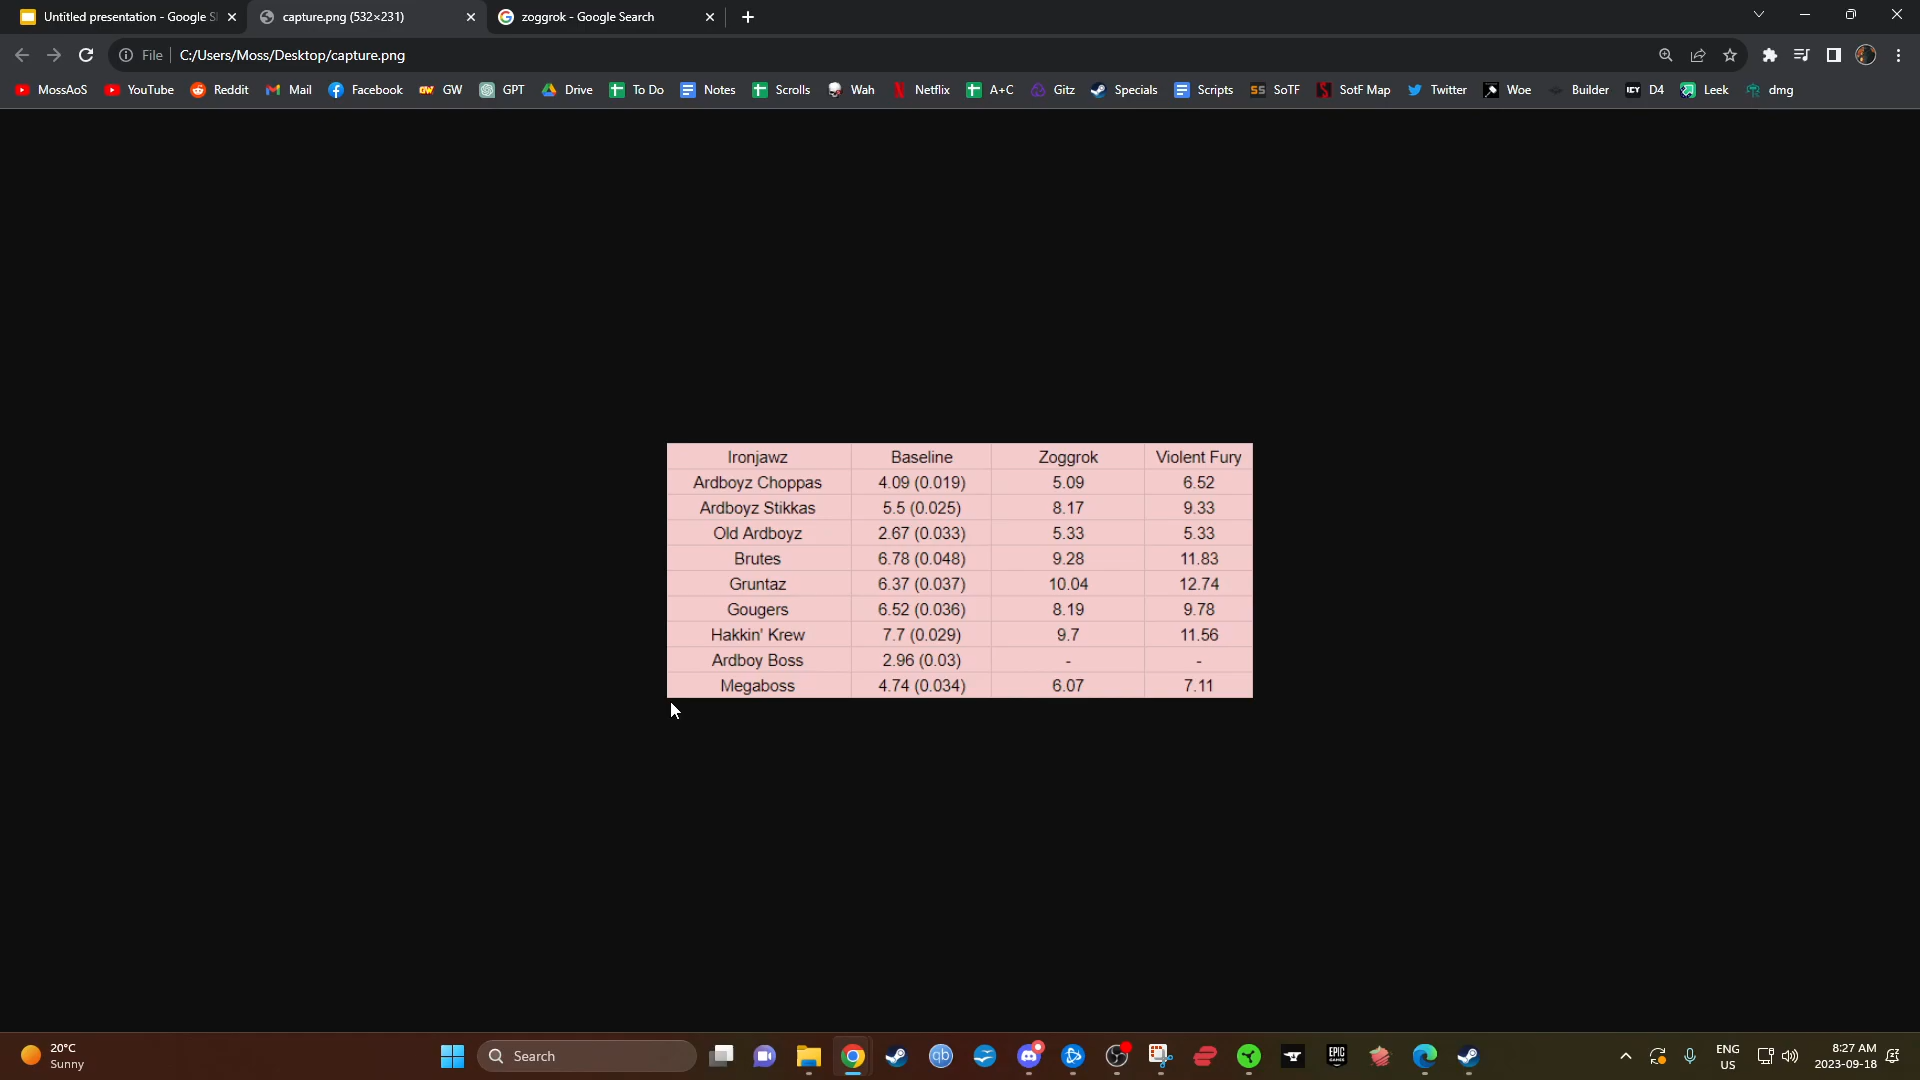 Untitled presentation - Google Sl
capture.png (532×231)
zoggrok - Google Search
File
C:/Users/Moss/Desktop/capture.png
MossAoS YouTube Reddit Mail Facebook GW GW GPT Drive To Do Notes Scrolls Wah Netflix A+C Gitz Specials Scripts SS SoTF SotF Map Twitter Woe Builder ICY D4 Leek dmg
Ironjawz Baseline Zoggrok Violent Fury
Ardboyz Choppas 4.09 (0.019) 5.09 6.52
Ardboyz Stikkas 5.5 (0.025) 8.17 9.33
Old Ardboyz 2.67 (0.033) 5.33 5.33
Brutes 6.78 (0.048) 9.28 11.83
Gruntaz 6.37 (0.037) 10.04 12.74
Gougers 6.52 (0.036) 8.19 9.78
Hakkin' Krew 7.7 (0.029) 9.7 11.56
Ardboy Boss 2.96 (0.03) - -
Megaboss 4.74 (0.034) 6.07 7.11
20°C
Sunny
Search
qb
EPIC GAMES
ENG
US
8:27 AM
2023-09-18